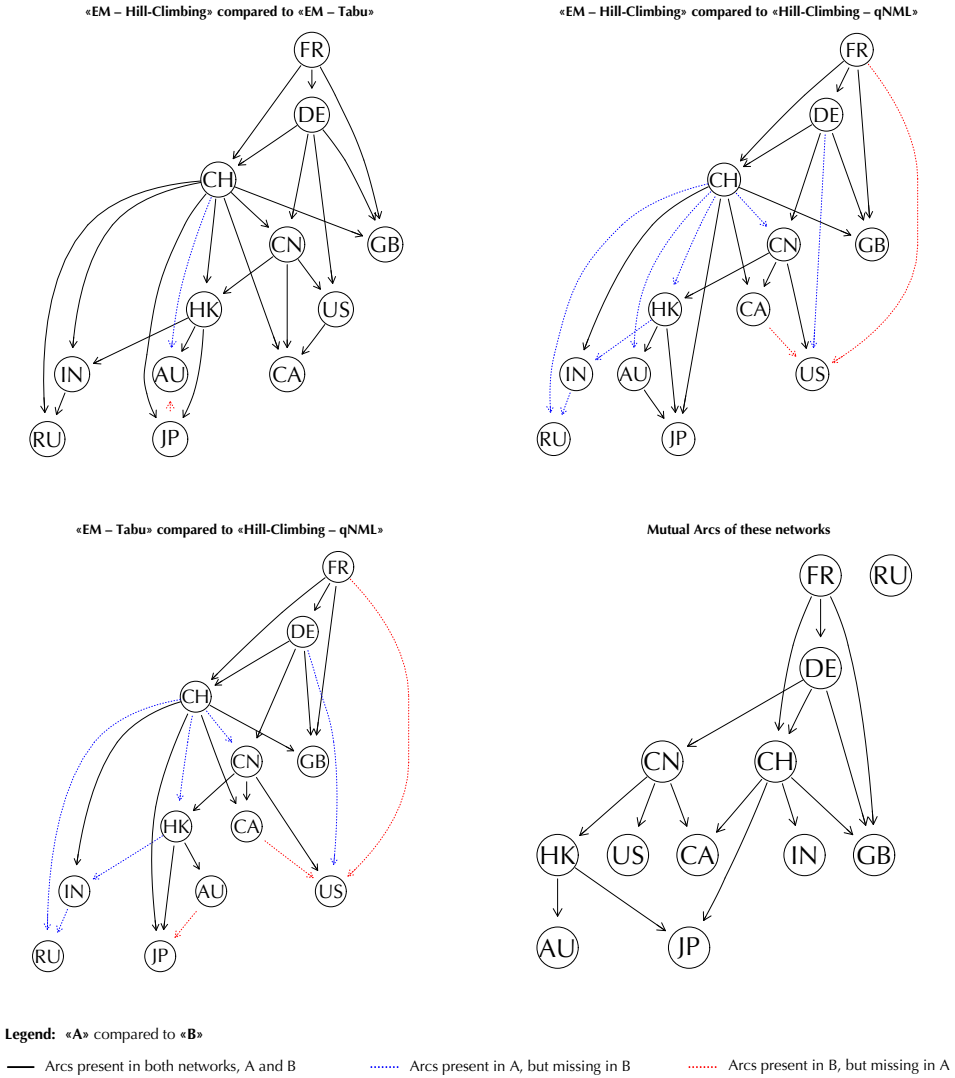 «EM – Hill-Climbing» compared to «EM – Tabu»
FR
DE
CH
CN
GB
HK
US
IN
AU
CA
RU
JP
«EM – Hill-Climbing» compared to «Hill-Climbing – qNML»
FR
DE
CH
CN
GB
HK
CA
IN
AU
US
RU
JP
«EM – Tabu» compared to «Hill-Climbing – qNML»
FR
DE
CH
CN
GB
HK
CA
IN
AU
US
RU
JP
Mutual Arcs of these networks
FR
RU
DE
CN
CH
HK
US
CA
IN
GB
AU
JP
Legend: «A» compared to «B»
Arcs present in both networks, A and B
Arcs present in A, but missing in B
Arcs present in B, but missing in A